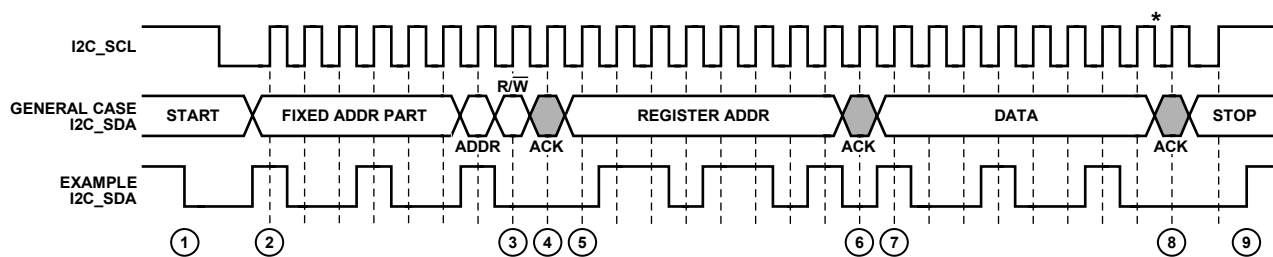 *
I2C_SCL
R/W̅
GENERAL CASE
I2C_SDA
START
FIXED ADDR PART
REGISTER ADDR
DATA
STOP
ADDR
ACK
ACK
ACK
EXAMPLE
I2C_SDA
1
2
3
4
5
6
7
8
9